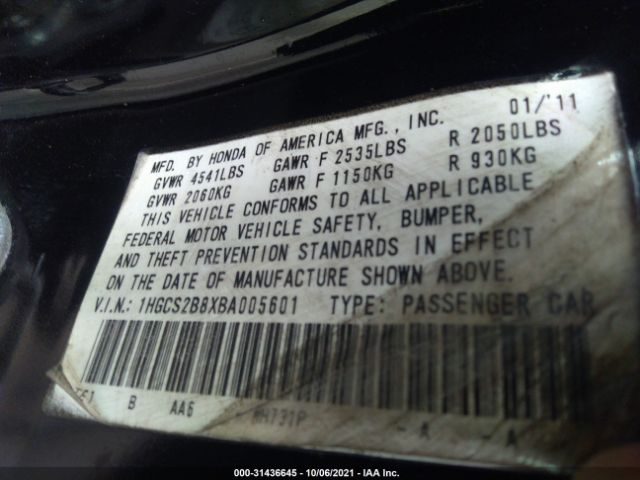 MFD. BY HONDA OF AMERICA MFG., INC. 01/'11
GVWR 4541LBS GAWR F 2535LBS R 2050LBS
GVWR 2060KG GAWR F 1150KG R 930KG
THIS VEHICLE CONFORMS TO ALL APPLICABLE
FEDERAL MOTOR VEHICLE SAFETY, BUMPER,
AND THEFT PREVENTION STANDARDS IN EFFECT
ON THE DATE OF MANUFACTURE SHOWN ABOVE.
V.I.N.: 1HGCS2B8XBA005601 TYPE: PASSENGER CAR
B AA6 - A - A
000-31436645 - 10/06/2021 - IAA Inc.